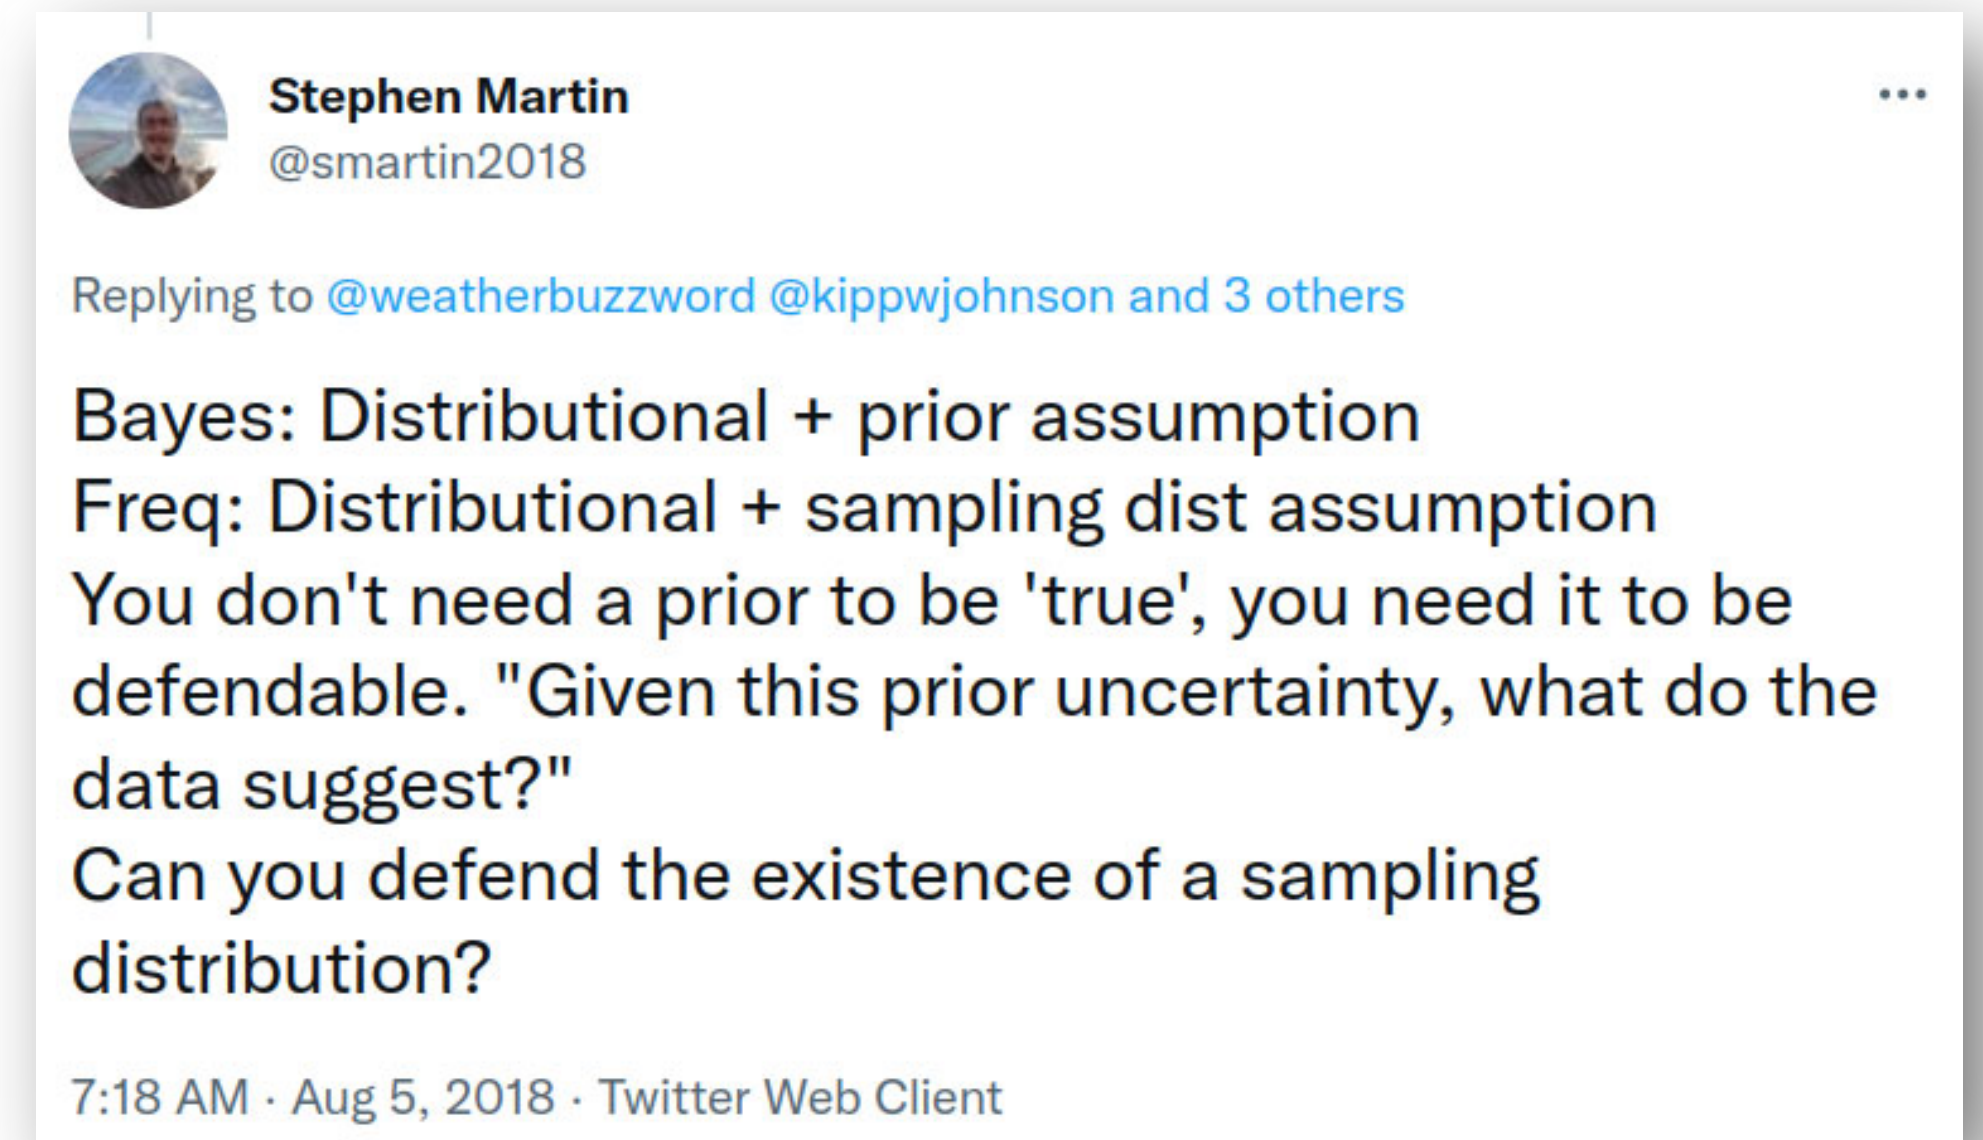 Stephen Martin
@smartin2018
Replying to @weatherbuzzword @kippwjohnson and 3 others
Bayes: Distributional + prior assumption
Freq: Distributional + sampling dist assumption
You don't need a prior to be 'true', you need it to be
defendable. "Given this prior uncertainty, what do the
data suggest?"
Can you defend the existence of a sampling
distribution?
7:18 AM · Aug 5, 2018 · Twitter Web Client